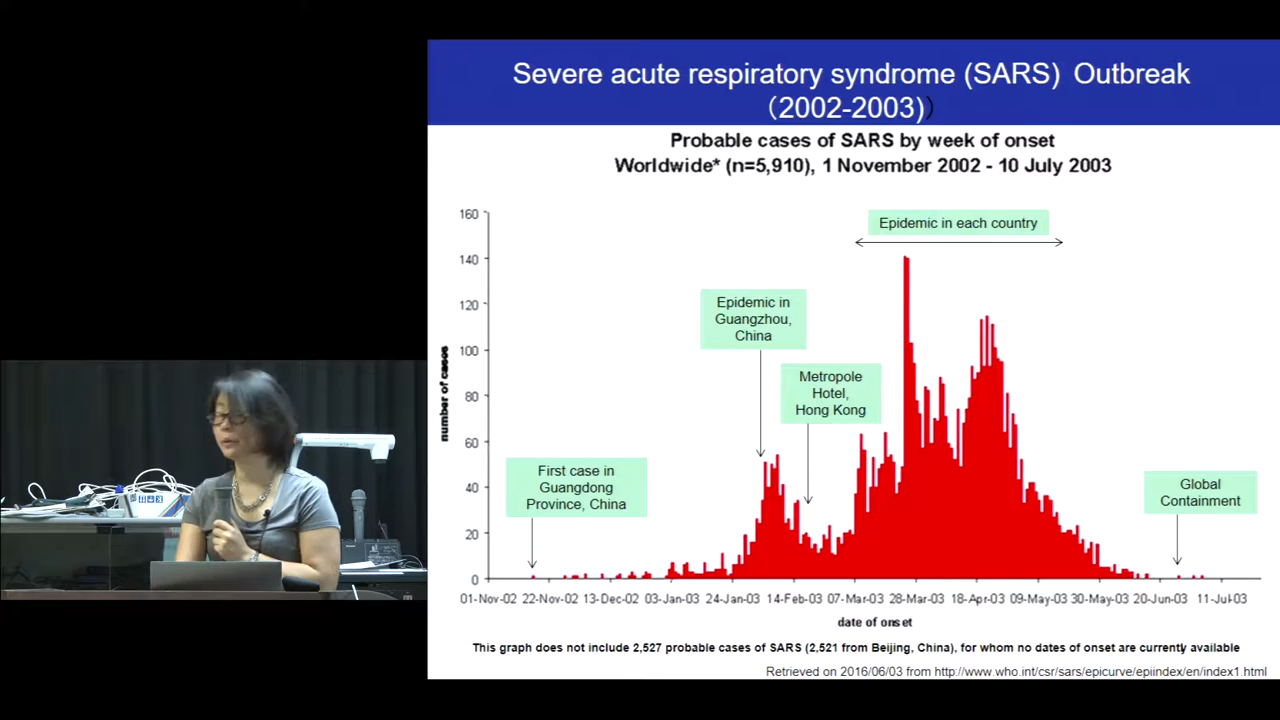 Severe acute respiratory syndrome (SARS) Outbreak
（2002-2003)）
Probable cases of SARS by week of onset
Worldwide* (n=5,910), 1 November 2002 - 10 July 2003
number of cases
160
140
120
100
80
60
40
20
0
Epidemic in each country
Epidemic in
Guangzhou,
China
Metropole
Hotel,
Hong Kong
First case in
Guangdong
Province, China
Global
Containment
01-Nov-02 22-Nov-02 13-Dec-02 03-Jan-03 24-Jan-03 14-Feb-03 07-Mar-03 28-Mar-03 18-Apr-03 09-May-03 30-May-03 20-Jun-03 11-Jul-03
date of onset
This graph does not include 2,527 probable cases of SARS (2,521 from Beijing, China), for whom no dates of onset are currently available
Retrieved on 2016/06/03 from http://www.who.int/csr/sars/epicurve/epiindex/en/index1.html